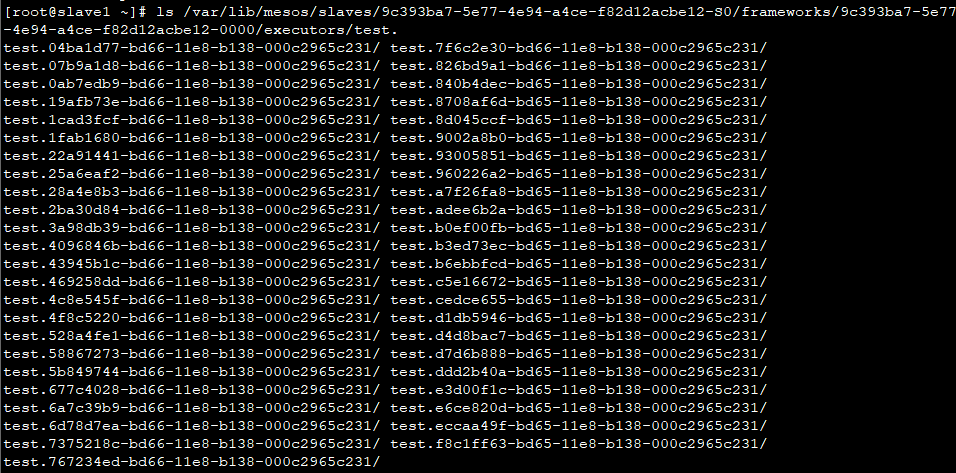 [root@slave1 ~]# ls /var/lib/mesos/slaves/9c393ba7-5e77-4e94-a4ce-f82d12acbe12-S0/frameworks/9c393ba7-5e77
-4e94-a4ce-f82d12acbe12-0000/executors/test.
test.04ba1d77-bd66-11e8-b138-000c2965c231/ test.7f6c2e30-bd66-11e8-b138-000c2965c231/
test.07b9a1d8-bd66-11e8-b138-000c2965c231/ test.826bd9a1-bd66-11e8-b138-000c2965c231/
test.0ab7edb9-bd66-11e8-b138-000c2965c231/ test.840b4dec-bd65-11e8-b138-000c2965c231/
test.19afb73e-bd66-11e8-b138-000c2965c231/ test.8708af6d-bd65-11e8-b138-000c2965c231/
test.1cad3fcf-bd66-11e8-b138-000c2965c231/ test.8d045ccf-bd65-11e8-b138-000c2965c231/
test.1fab1680-bd66-11e8-b138-000c2965c231/ test.9002a8b0-bd65-11e8-b138-000c2965c231/
test.22a91441-bd66-11e8-b138-000c2965c231/ test.93005851-bd65-11e8-b138-000c2965c231/
test.25a6eaf2-bd66-11e8-b138-000c2965c231/ test.960226a2-bd65-11e8-b138-000c2965c231/
test.28a4e8b3-bd66-11e8-b138-000c2965c231/ test.a7f26fa8-bd65-11e8-b138-000c2965c231/
test.2ba30d84-bd66-11e8-b138-000c2965c231/ test.adee6b2a-bd65-11e8-b138-000c2965c231/
test.3a98db39-bd66-11e8-b138-000c2965c231/ test.b0ef00fb-bd65-11e8-b138-000c2965c231/
test.4096846b-bd66-11e8-b138-000c2965c231/ test.b3ed73ec-bd65-11e8-b138-000c2965c231/
test.43945b1c-bd66-11e8-b138-000c2965c231/ test.b6ebbfcd-bd65-11e8-b138-000c2965c231/
test.469258dd-bd66-11e8-b138-000c2965c231/ test.c5e16672-bd65-11e8-b138-000c2965c231/
test.4c8e545f-bd66-11e8-b138-000c2965c231/ test.cedce655-bd65-11e8-b138-000c2965c231/
test.4f8c5220-bd66-11e8-b138-000c2965c231/ test.d1db5946-bd65-11e8-b138-000c2965c231/
test.528a4fe1-bd66-11e8-b138-000c2965c231/ test.d4d8bac7-bd65-11e8-b138-000c2965c231/
test.58867273-bd66-11e8-b138-000c2965c231/ test.d7d6b888-bd65-11e8-b138-000c2965c231/
test.5b849744-bd66-11e8-b138-000c2965c231/ test.ddd2b40a-bd65-11e8-b138-000c2965c231/
test.677c4028-bd66-11e8-b138-000c2965c231/ test.e3d00f1c-bd65-11e8-b138-000c2965c231/
test.6a7c39b9-bd66-11e8-b138-000c2965c231/ test.e6ce820d-bd65-11e8-b138-000c2965c231/
test.6d78d7ea-bd66-11e8-b138-000c2965c231/ test.eccaa49f-bd65-11e8-b138-000c2965c231/
test.7375218c-bd66-11e8-b138-000c2965c231/ test.f8c1ff63-bd65-11e8-b138-000c2965c231/
test.767234ed-bd66-11e8-b138-000c2965c231/